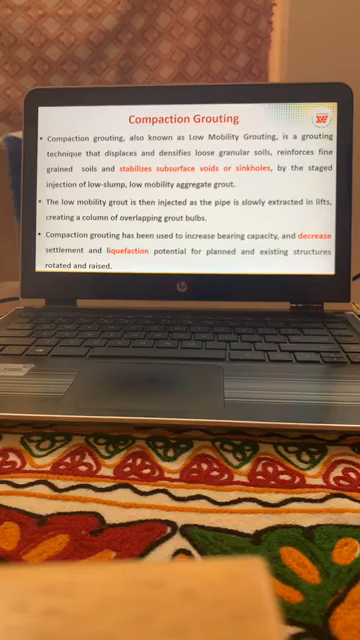 Compaction Grouting
• Compaction grouting, also known as Low Mobility Grouting, is a grouting
technique that displaces and densifies loose granular soils, reinforces fine
grained soils and stabilizes subsurface voids or sinkholes, by the staged
injection of low-slump, low mobility aggregate grout.
• The low mobility grout is then injected as the pipe is slowly extracted in lifts,
creating a column of overlapping grout bulbs.
• Compaction grouting has been used to increase bearing capacity, and decrease
settlement and liquefaction potential for planned and existing structures
rotated and raised.
hp